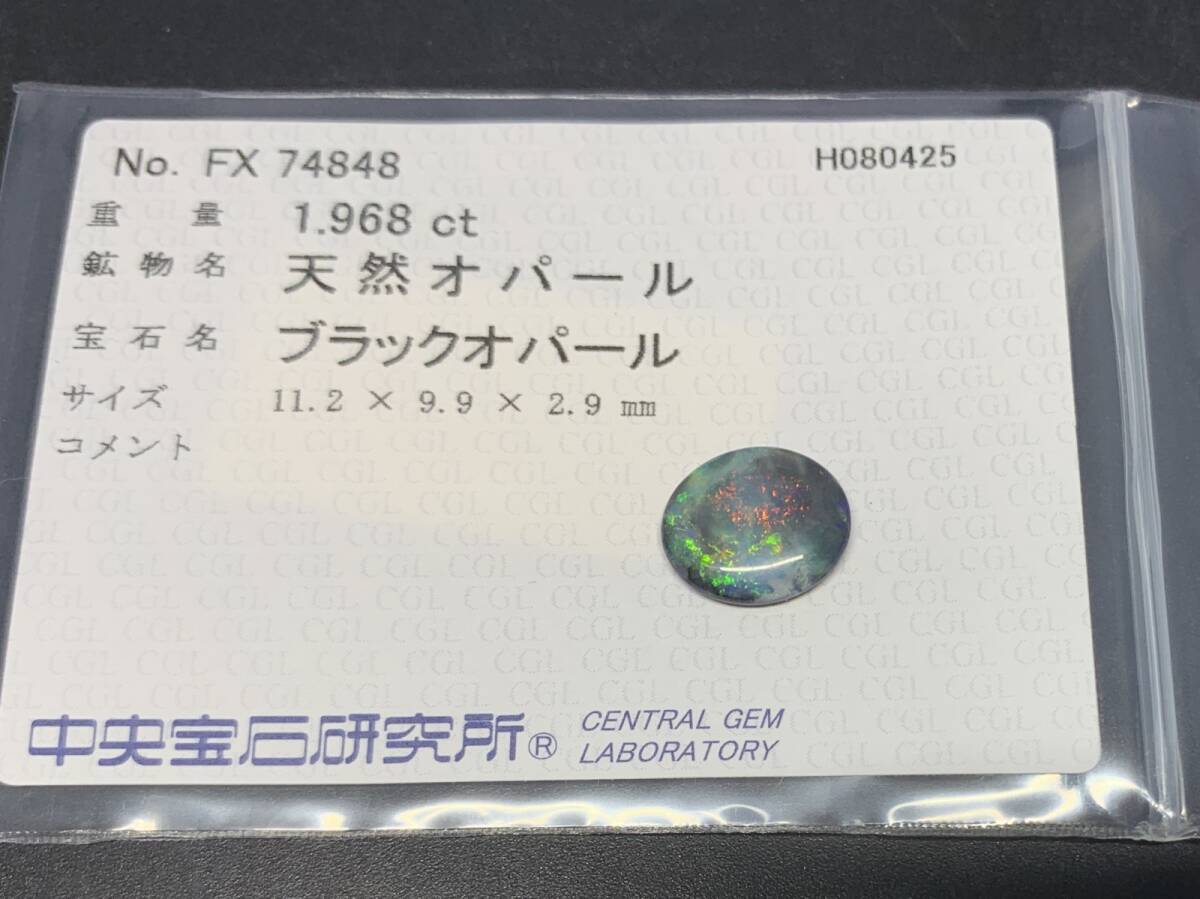 No. FX 74848 H080425
重量 1.968 ct
鉱物名 天然オパール
宝石名 ブラックオパール
サイズ 11.2 × 9.9 × 2.9 mm
コメント
中央宝石研究所® CENTRAL GEM
LABORATORY